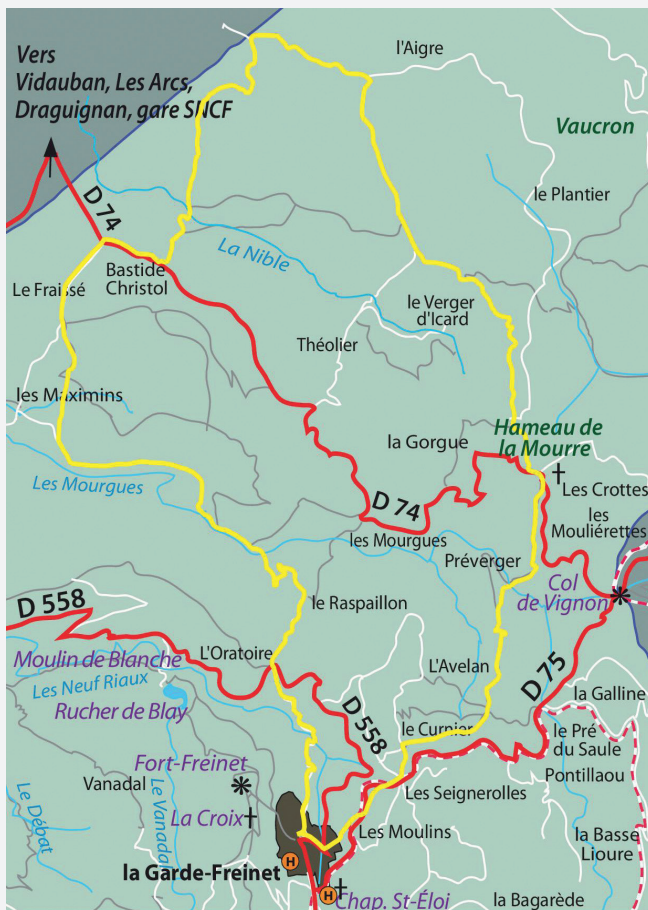 l'Aigre
Vers
Vidauban, Les Arcs,
Draguignan, gare SNCF
Vaucron
le Plantier
D 74
La Nible
Bastide
Christol
Le Fraissé
le Verger
d'Icard
Théolier
les Maximins
la Gorgue
Hameau de
la Mourre
Les Mourgues
Les Crottes
les
Mouliérettes
D 74
les Mourgues
Préverger
Col
de Vignon
le Raspaillon
D 558
L'Oratoire
Moulin de Blanche
L'Avelan
D 75
Les Neuf Riaux
la Galline
Rucher de Blay
D 558
le Curnier
le Pré
du Saule
Fort-Freinet
Pontillaou
Vanadal
Les Seignerolles
Le Débat
Le Vanadal
La Croix
Les Moulins
la Basse
Lioure
la Garde-Freinet
H
H
Chap. St-Éloi
la Bagarède